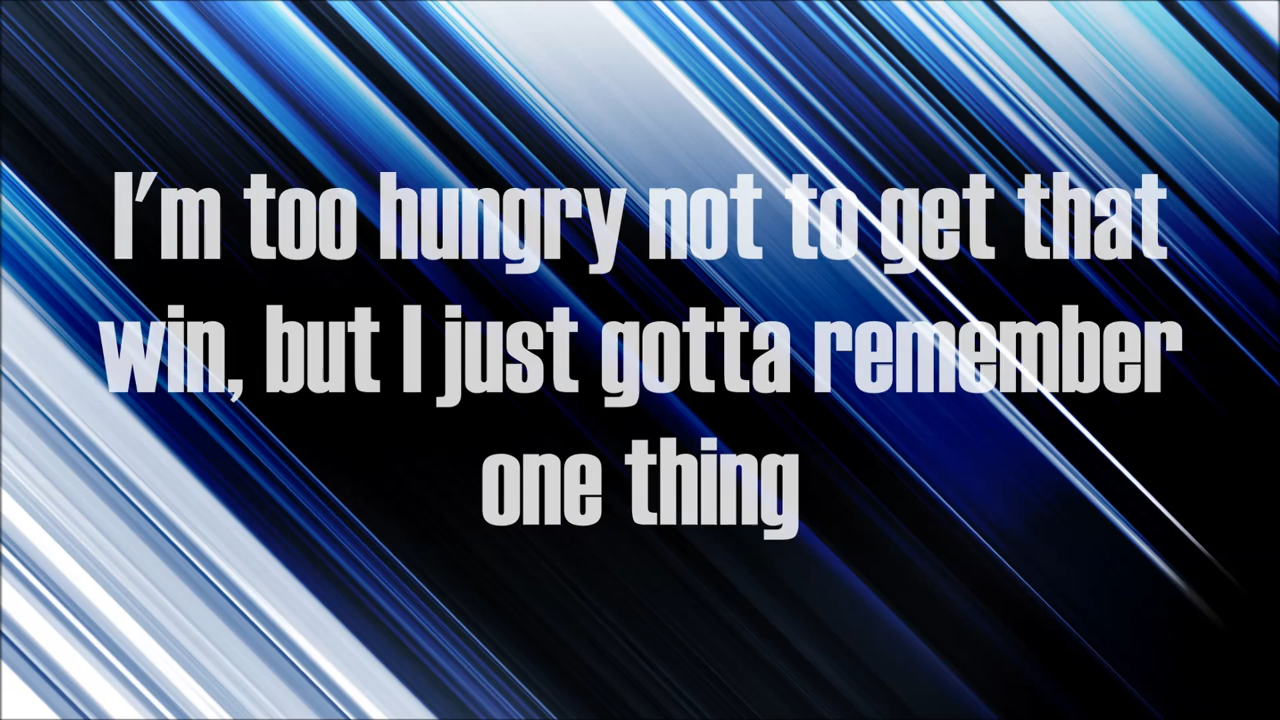 I'm too hungry not to get that
win, but I just gotta remember
one thing